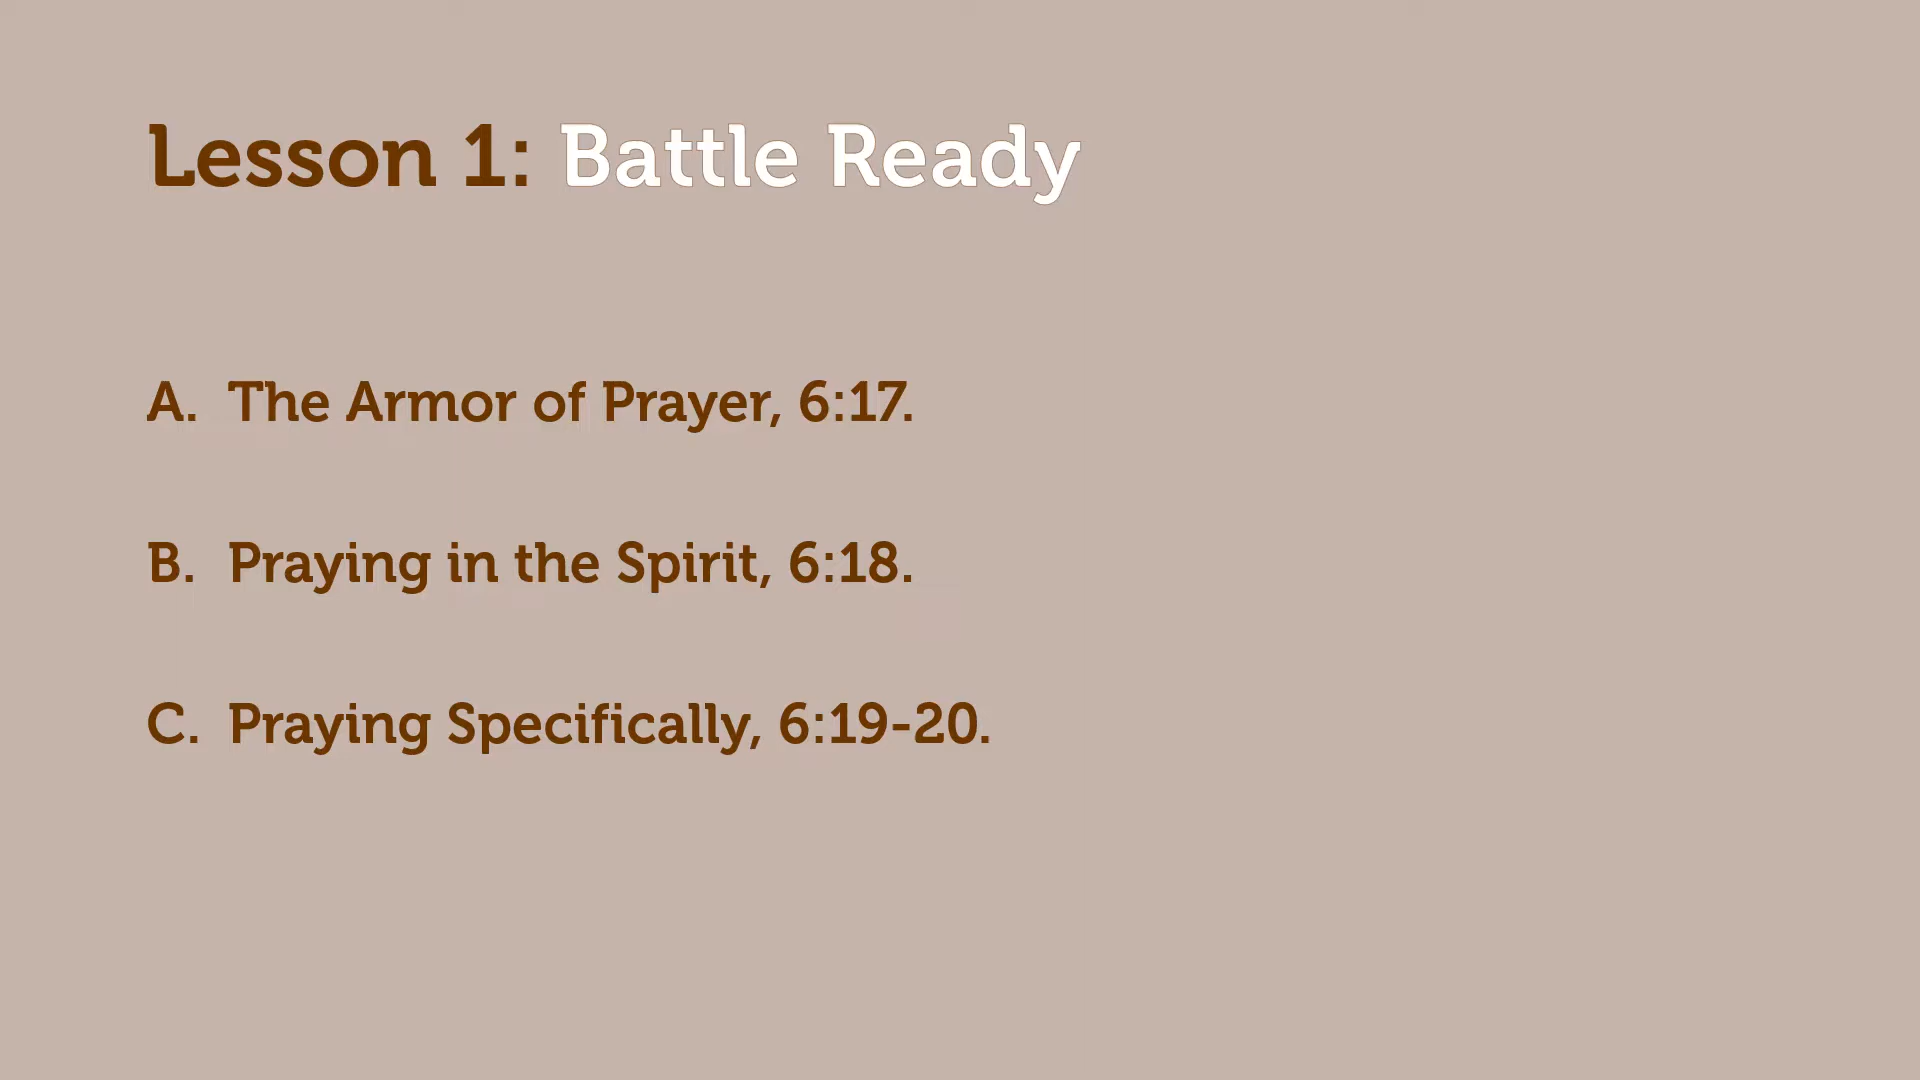 Lesson 1: Battle Ready
A. The Armor of Prayer, 6:17.
B. Praying in the Spirit, 6:18.
C. Praying Specifically, 6:19-20.